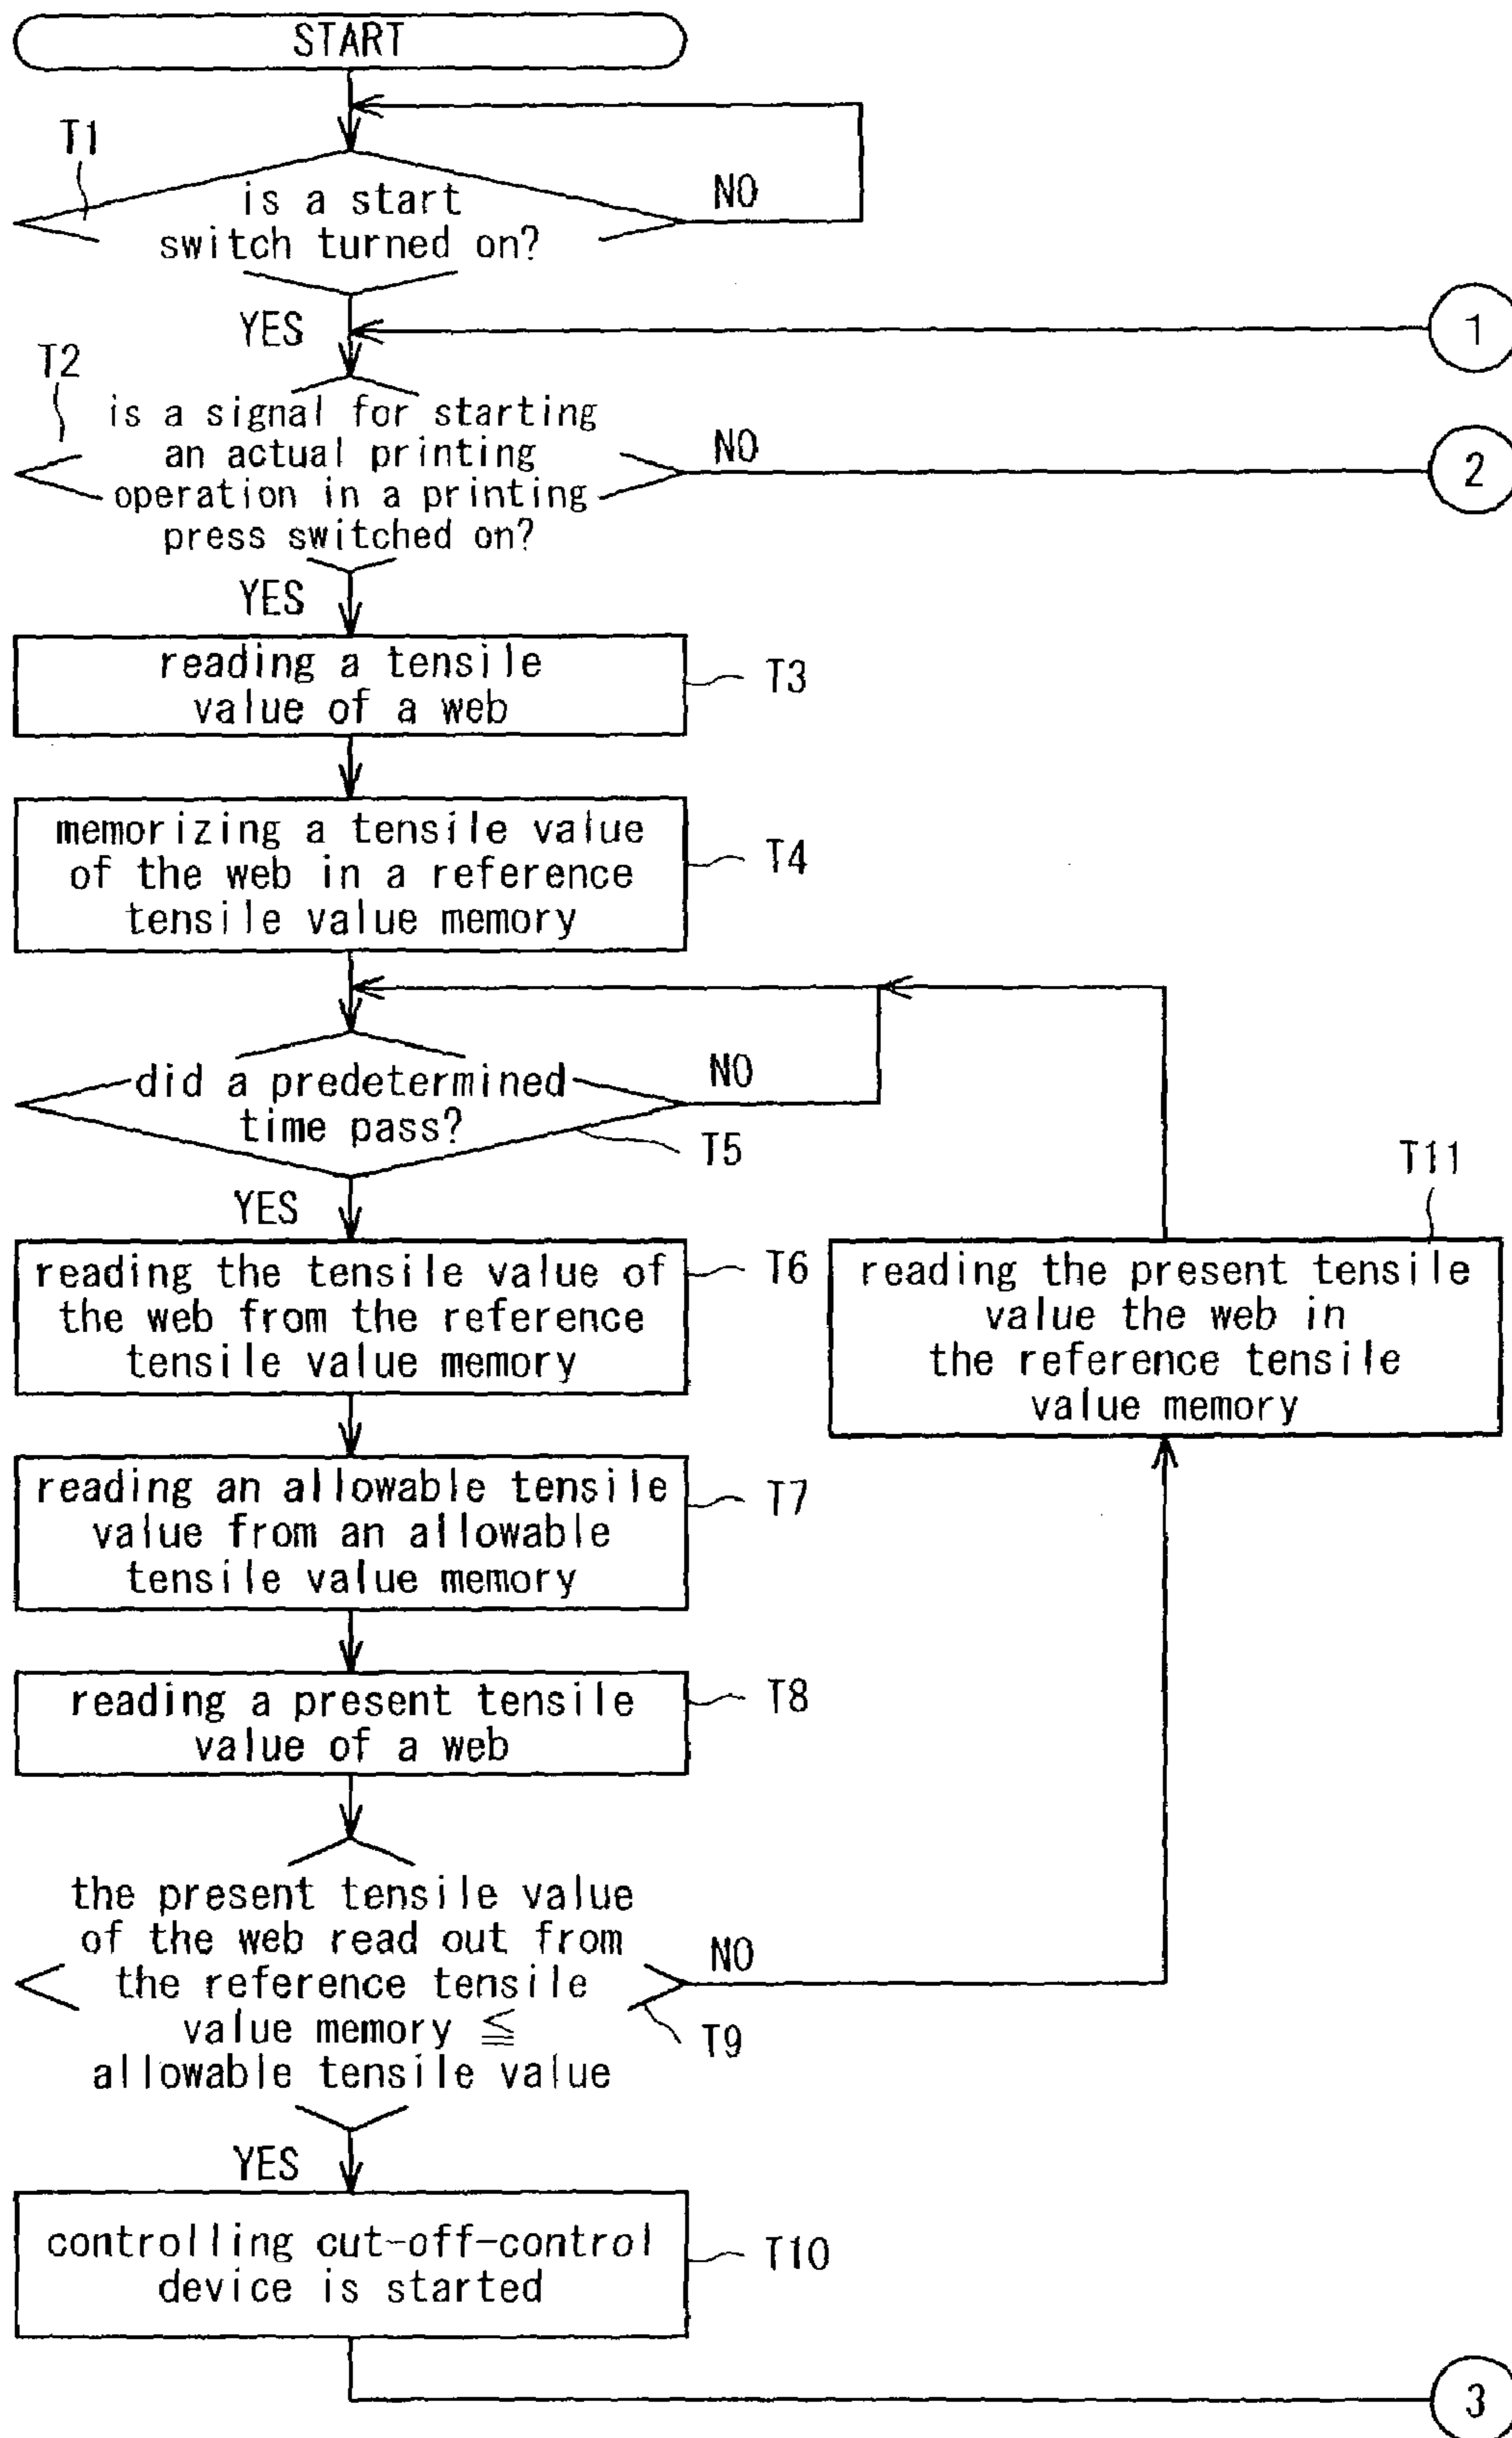 START
T1
is a start
switch turned on?
NO
YES
1
T2
is a signal for starting
an actual printing
operation in a printing
press switched on?
NO
2
YES
reading a tensile
value of a web
T3
memorizing a tensile value
of the web in a reference
tensile value memory
T4
did a predetermined
time pass?
NO
T5
YES
T11
reading the tensile value of
the web from the reference
tensile value memory
T6
reading the present tensile
value the web in
the reference tensile
value memory
reading an allowable tensile
value from an allowable
tensile value memory
T7
reading a present tensile
value of a web
T8
the present tensile value
of the web read out from
the reference tensile
value memory ≦
allowable tensile value
NO
T9
YES
controlling cut-off-control
device is started
T10
3